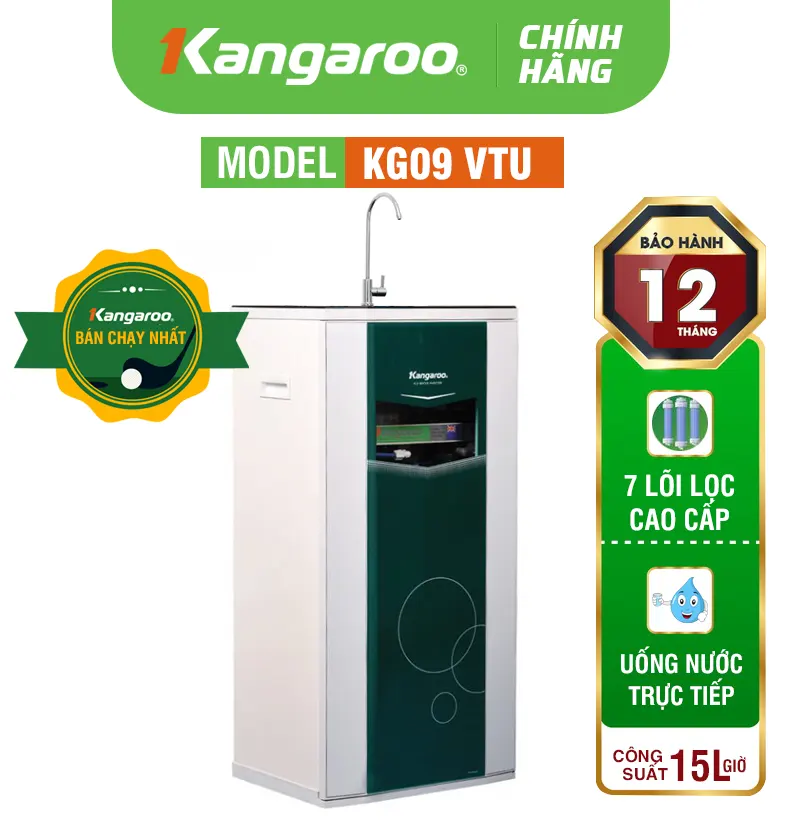 Kangaroo®
CHÍNH
HÃNG
MODEL KG09 VTU
Kangaroo®
BÁN CHẠY NHẤT
BẢO HÀNH
12
THÁNG
Kangaroo
7 LÕI LỌC
CAO CẤP
UỐNG NƯỚC
TRỰC TIẾP
CÔNG
SUẤT 15L GIỜ